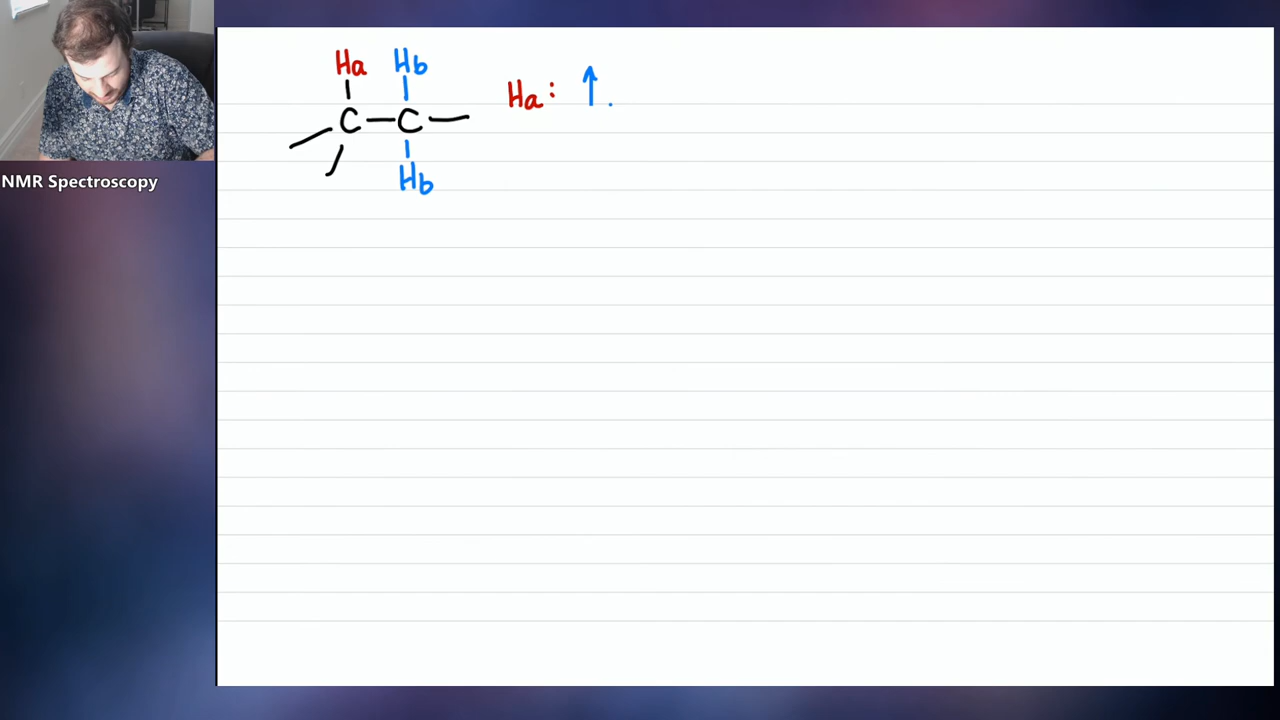 Ha Hb
Ha: ↑
C—C—
Hb
NMR Spectroscopy